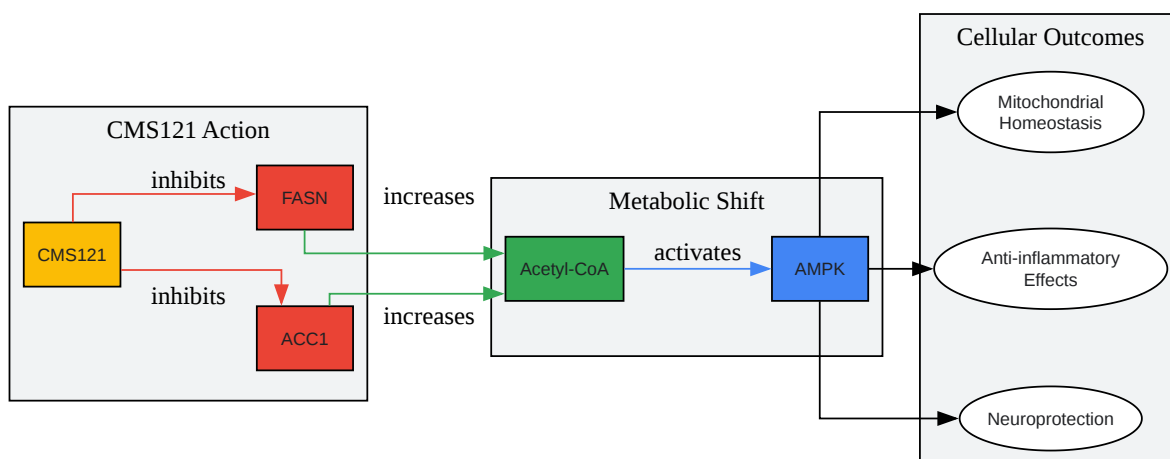 Cellular Outcomes
Mitochondrial
Homeostasis
CMS121 Action
inhibits
FASN
increases
Metabolic Shift
CMS121
Acetyl-CoA
activates
AMPK
Anti-inflammatory
Effects
inhibits
ACC1
increases
Neuroprotection